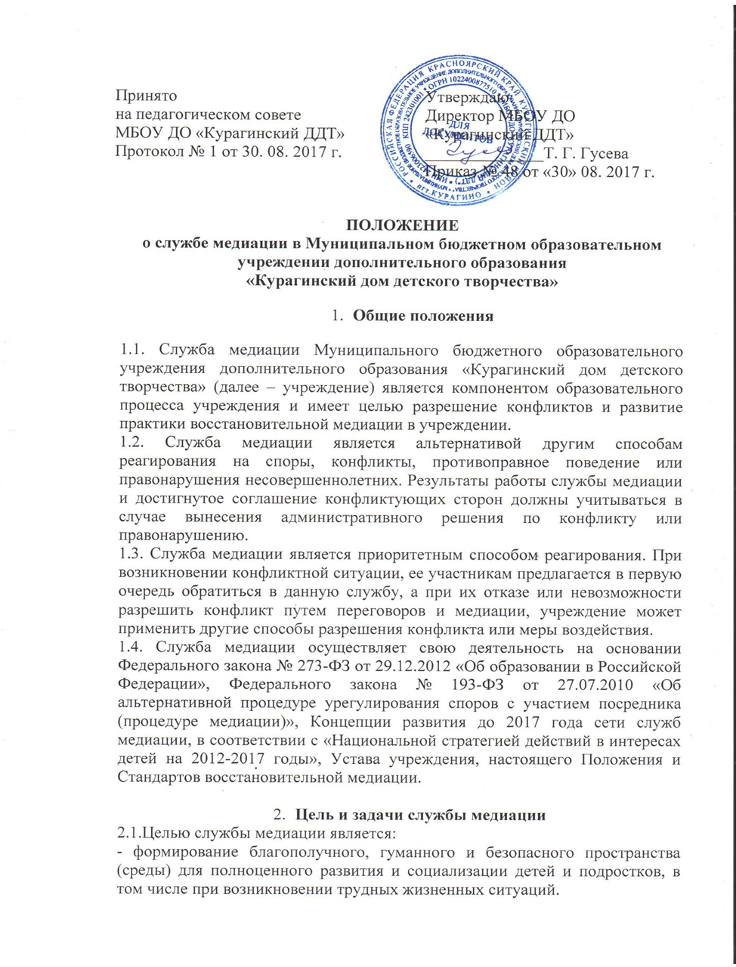 Принято
на педагогическом совете
МБОУ ДО «Курагинский ДДТ»
Протокол № 1 от 30. 08. 2017 г.
Утверждаю
Директор МБОУ ДО
«Курагинский ДДТ»
Т. Г. Гусева
Приказ № 48 от «30» 08. 2017 г.
РОССИЙСКАЯ ФЕДЕРАЦИЯ КРАСНОЯРСКИЙ КРАЙ КУРАГИНСКИЙ РАЙОН
пгт.КУРАГИНО
ДЛЯ
ДОКУМЕНТОВ
ПОЛОЖЕНИЕ
о службе медиации в Муниципальном бюджетном образовательном
учреждении дополнительного образования
«Курагинский дом детского творчества»
1. Общие положения
1.1. Служба медиации Муниципального бюджетного образовательного
учреждения дополнительного образования «Курагинский дом детского
творчества» (далее – учреждение) является компонентом образовательного
процесса учреждения и имеет целью разрешение конфликтов и развитие
практики восстановительной медиации в учреждении.
1.2. Служба медиации является альтернативой другим способам
реагирования на споры, конфликты, противоправное поведение или
правонарушения несовершеннолетних. Результаты работы службы медиации
и достигнутое соглашение конфликтующих сторон должны учитываться в
случае вынесения административного решения по конфликту или
правонарушению.
1.3. Служба медиации является приоритетным способом реагирования. При
возникновении конфликтной ситуации, ее участникам предлагается в первую
очередь обратиться в данную службу, а при их отказе или невозможности
разрешить конфликт путем переговоров и медиации, учреждение может
применить другие способы разрешения конфликта или меры воздействия.
1.4. Служба медиации осуществляет свою деятельность на основании
Федерального закона № 273-ФЗ от 29.12.2012 «Об образовании в Российской
Федерации», Федерального закона № 193-ФЗ от 27.07.2010 «Об
альтернативной процедуре урегулирования споров с участием посредника
(процедуре медиации)», Концепции развития до 2017 года сети служб
медиации, в соответствии с «Национальной стратегией действий в интересах
детей на 2012-2017 годы», Устава учреждения, настоящего Положения и
Стандартов восстановительной медиации.
2. Цель и задачи службы медиации
2.1.Целью службы медиации является:
- формирование благополучного, гуманного и безопасного пространства
(среды) для полноценного развития и социализации детей и подростков, в
том числе при возникновении трудных жизненных ситуаций.